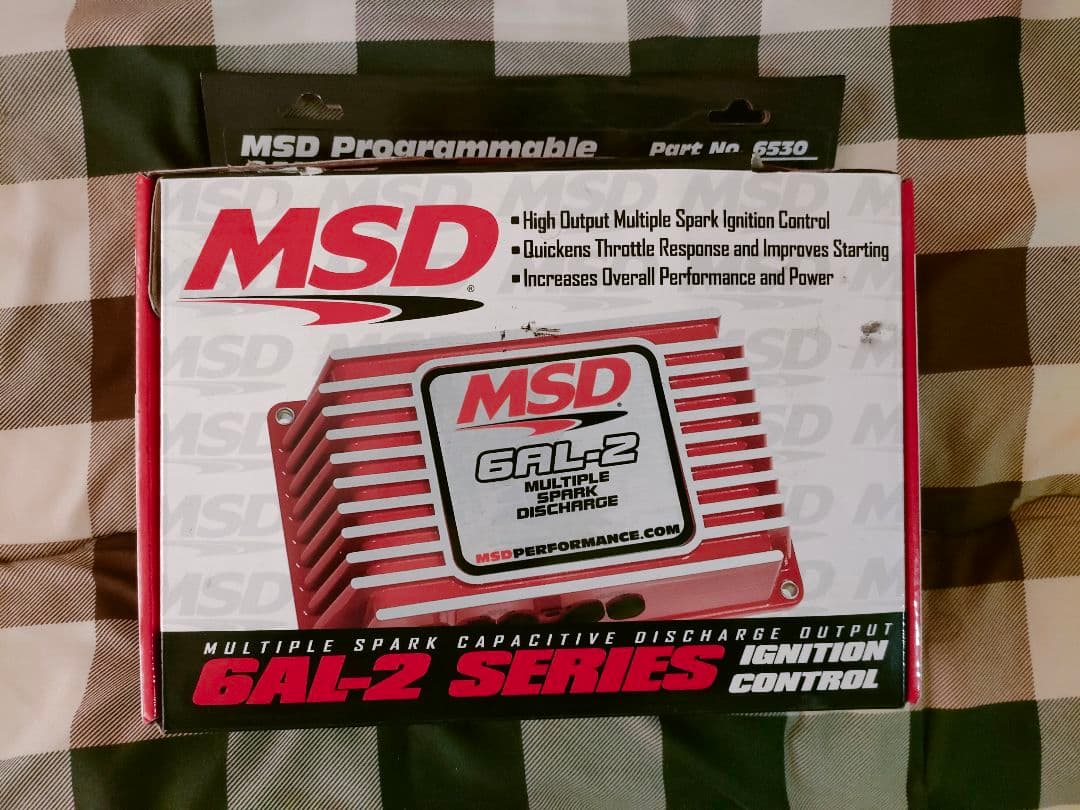 MSD Programmable
Part No. 6530
MSD
®
▪ High Output Multiple Spark Ignition Control
▪ Quickens Throttle Response and Improves Starting
▪ Increases Overall Performance and Power
MSD
6AL-2
MULTIPLE
SPARK
DISCHARGE
MSDPERFORMANCE.COM
MULTIPLE SPARK CAPACITIVE DISCHARGE OUTPUT
6AL-2 SERIES
IGNITION
CONTROL